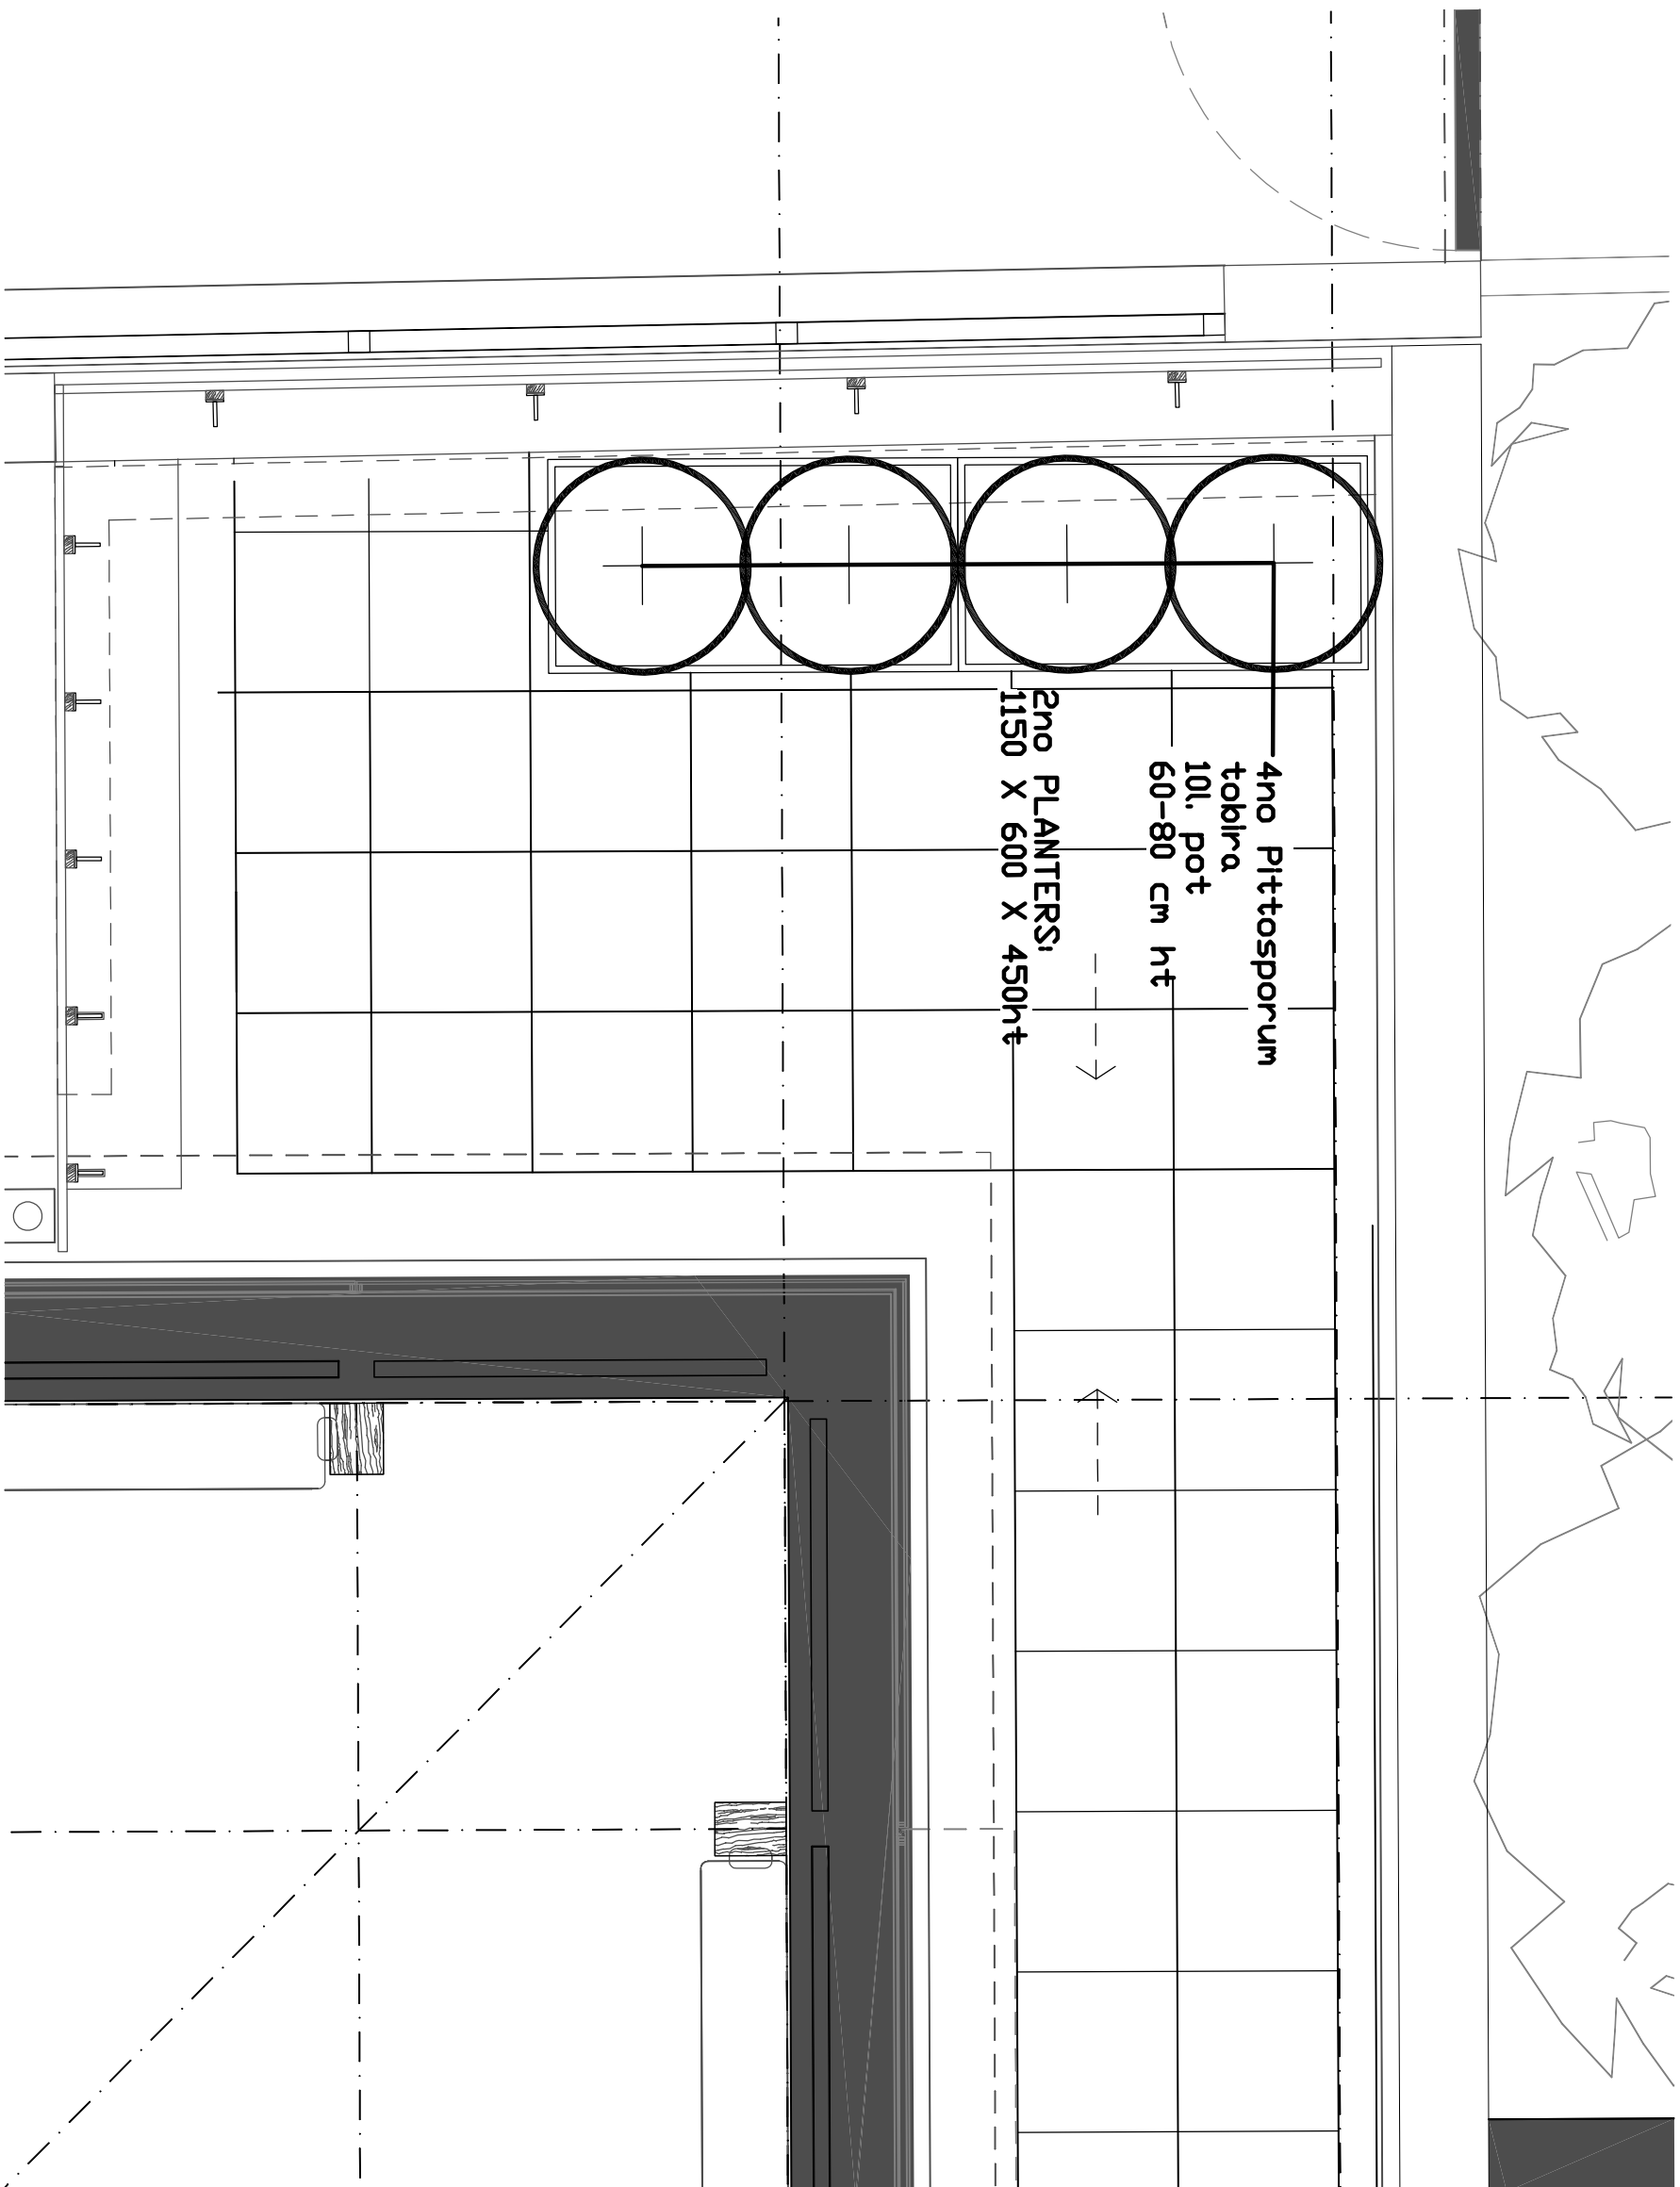 4no Pittosporum
tobira
10l. pot
60-80 cm ht
2no PLANTERS:
1150 X 600 X 450ht